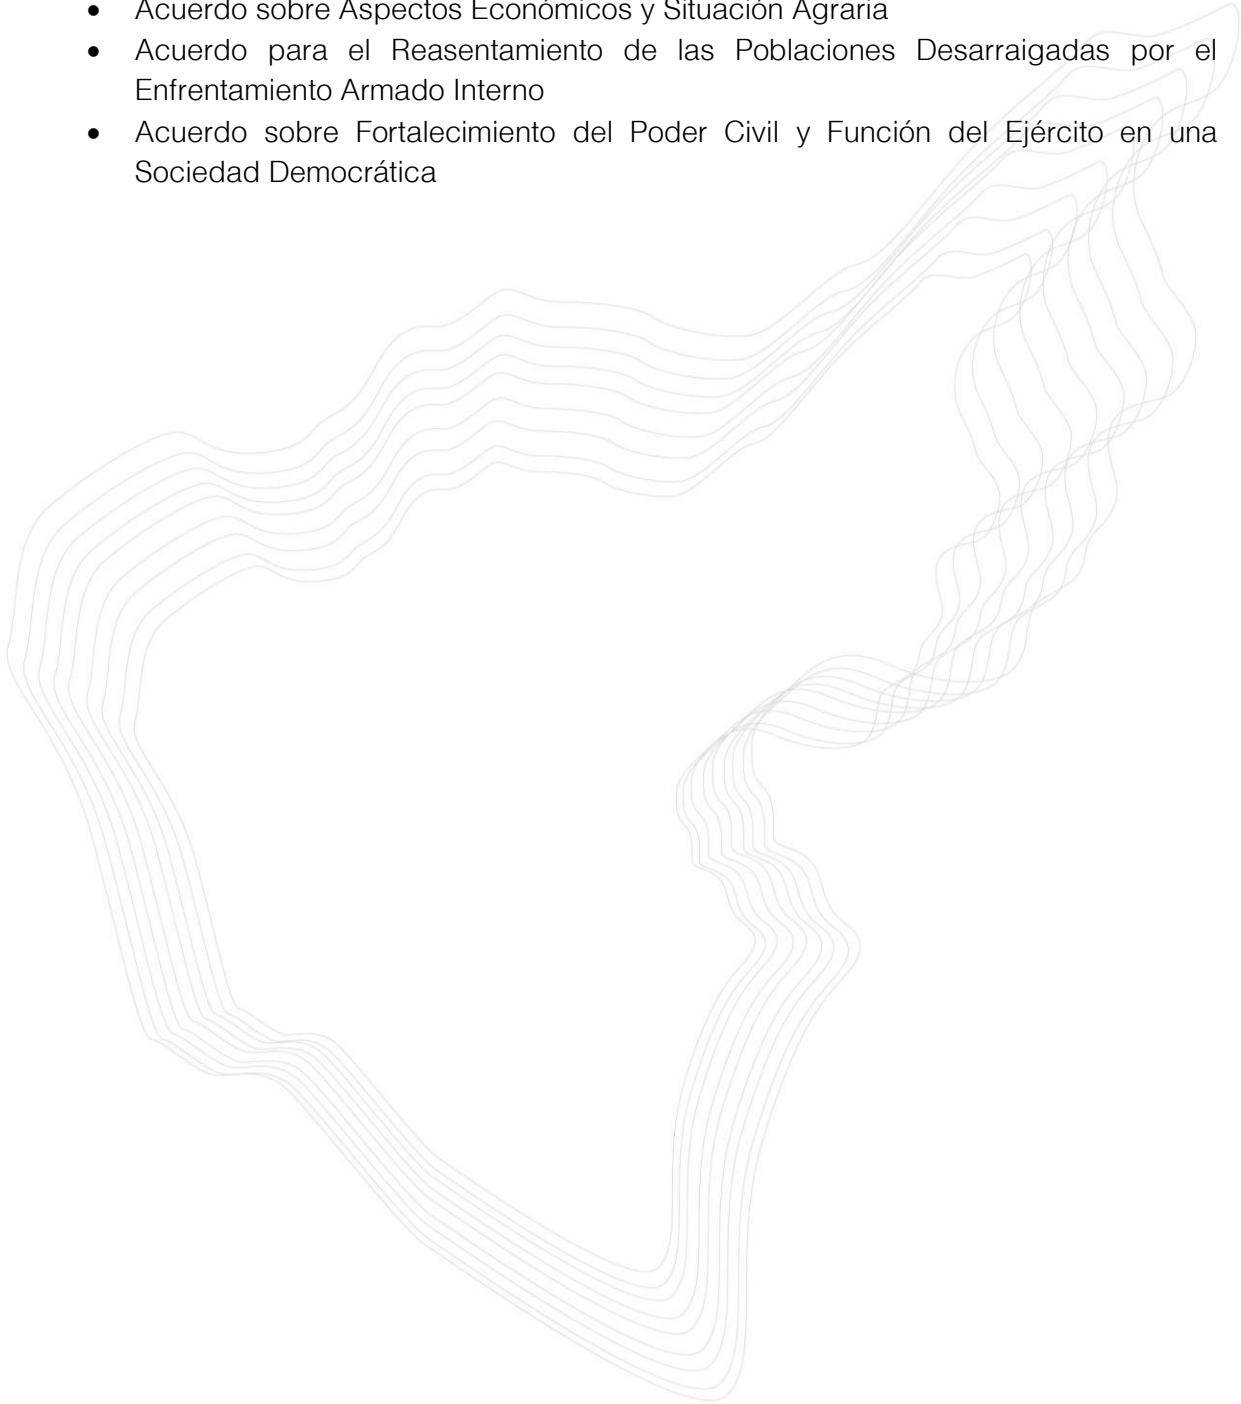 • Acuerdo sobre Aspectos Económicos y Situación Agraria
• Acuerdo para el Reasentamiento de las Poblaciones Desarraigadas por el
Enfrentamiento Armado Interno
• Acuerdo sobre Fortalecimiento del Poder Civil y Función del Ejército en una
Sociedad Democrática